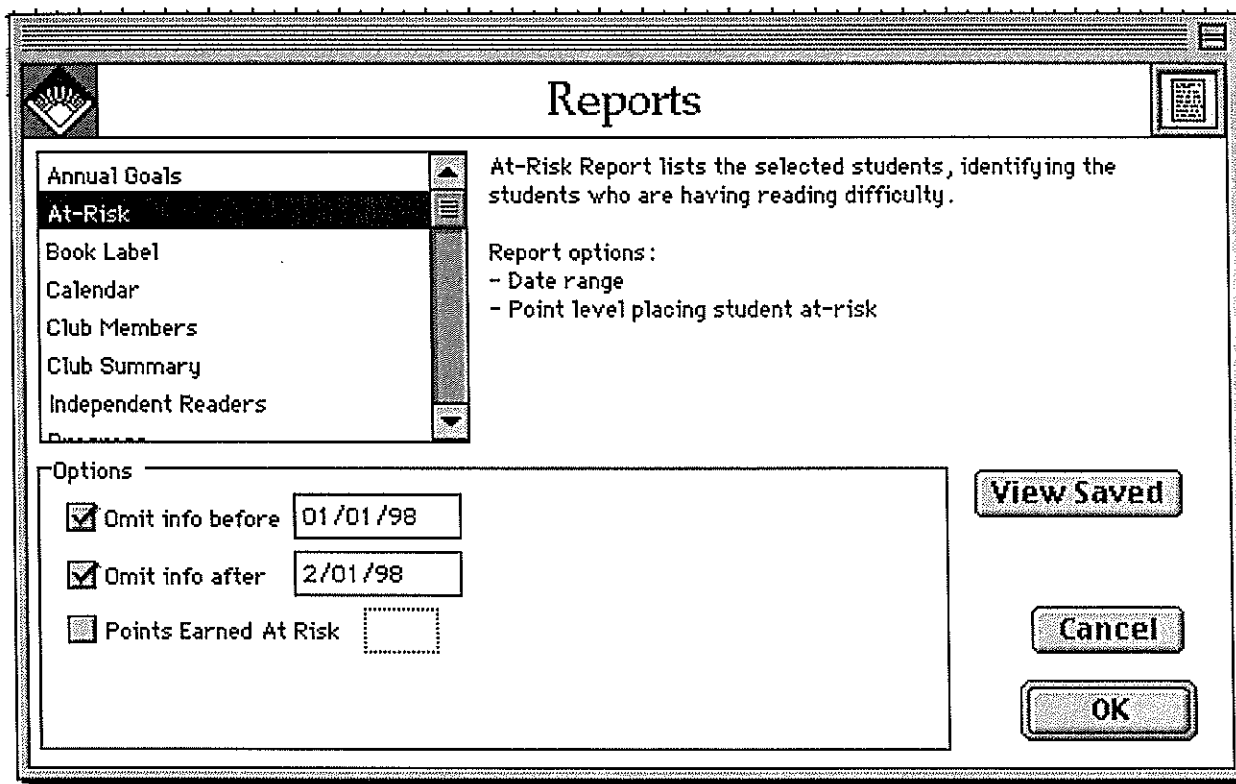 Reports
Annual Goals
At-Risk
Book Label
Calendar
Club Members
Club Summary
Independent Readers
At-Risk Report lists the selected students, identifying the
students who are having reading difficulty.
Report options:
- Date range
- Point level placing student at-risk
Options
Omit info before 01/01/98
Omit info after 2/01/98
Points Earned At Risk
View Saved
Cancel
OK